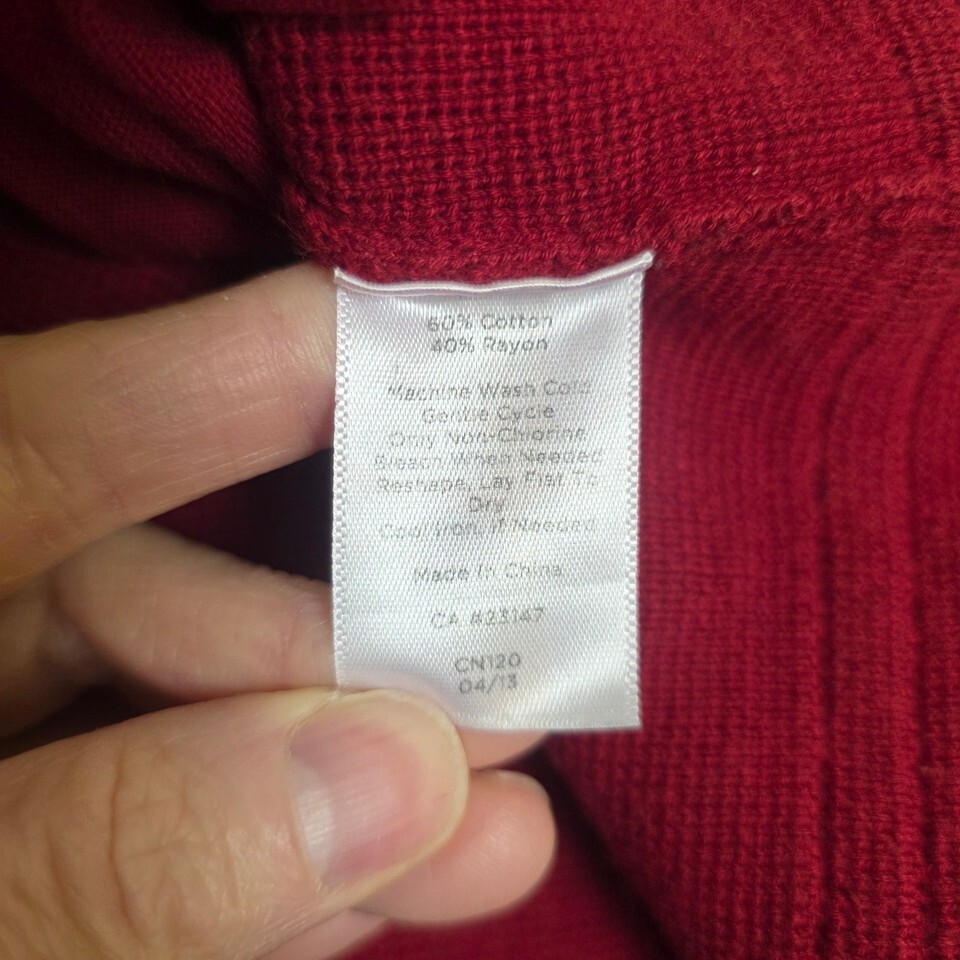 60% Cotton
40% Rayon
Machine Wash Cold
Gentle Cycle
Only Non-Chlorine
Bleach When Needed
Reshape, Lay Flat To
Dry
Cool Iron, If Needed
Made In China
CA #23147
CN120
04/13